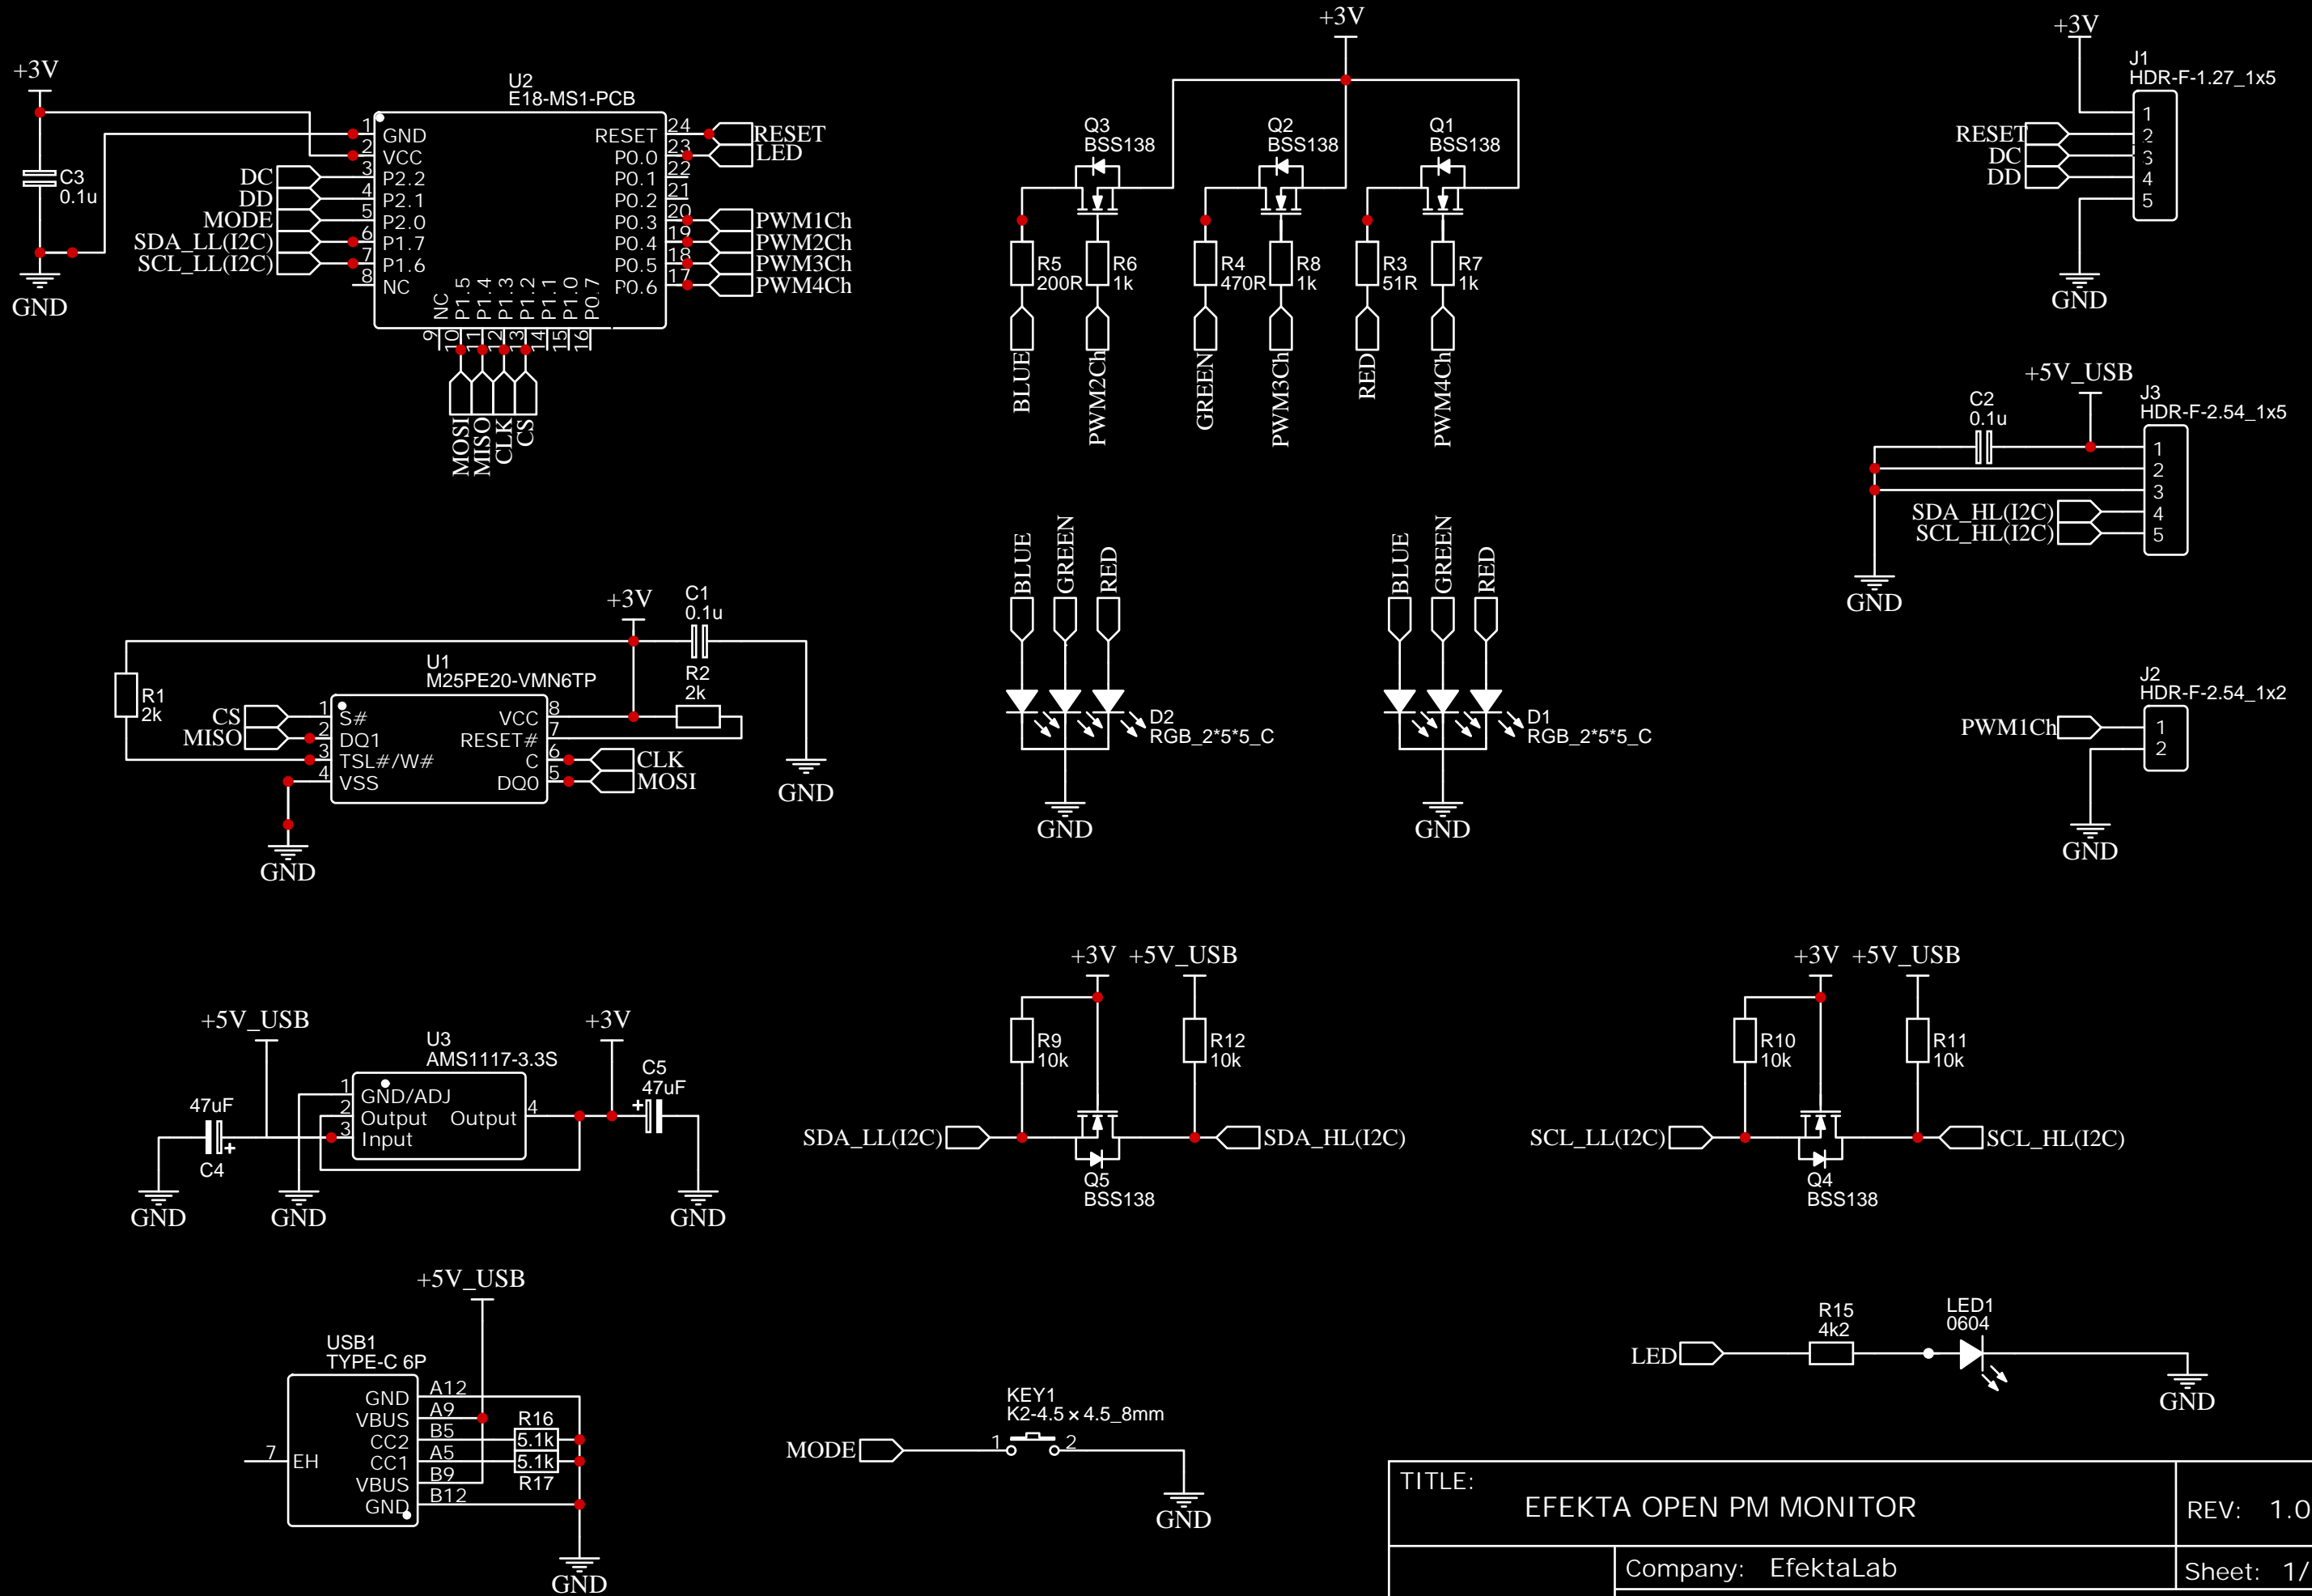 +3V
U2
E18-MS1-PCB
1 GND
2 VCC
3 P2.2
4 P2.1
5 P2.0
6 P1.7
7 P1.6
8 NC
9 NC
10 P1.5
11 P1.4
12 P1.3
13 P1.2
14 P1.1
15 P1.0
16 P0.7
RESET 24
P0.0 23
P0.1 22
P0.2 21
P0.3 20
P0.4 19
P0.5 18
P0.6 17
RESET
LED
PWM1Ch
PWM2Ch
PWM3Ch
PWM4Ch
C3
0.1u
DC
DD
MODE
SDA_LL(I2C)
SCL_LL(I2C)
GND
MOSI
MISO
CLK
CS
+3V
Q3
BSS138
Q2
BSS138
Q1
BSS138
R5
200R
R6
1k
R4
470R
R8
1k
R3
51R
R7
1k
BLUE
PWM2Ch
GREEN
PWM3Ch
RED
PWM4Ch
+3V
J1
HDR-F-1.27_1x5
RESET
DC
DD
1
2
3
4
5
GND
+5V_USB
C2
0.1u
J3
HDR-F-2.54_1x5
1
2
3
4
5
SDA_HL(I2C)
SCL_HL(I2C)
GND
BLUE
GREEN
RED
D2
RGB_2*5*5_C
GND
BLUE
GREEN
RED
D1
RGB_2*5*5_C
GND
J2
HDR-F-2.54_1x2
PWM1Ch
1
2
GND
+3V
C1
0.1u
R1
2k
U1
M25PE20-VMN6TP
R2
2k
CS
MISO
1 S#
2 DQ1
3 TSL#/W#
4 VSS
VCC 8
RESET# 7
C 6
DQ0 5
CLK
MOSI
GND
GND
+5V_USB
U3
AMS1117-3.3S
+3V
C5
47uF
+
47uF
+
C4
1 GND/ADJ
2 Output
3 Input
Output 4
GND
GND
GND
+3V
+5V_USB
R9
10k
R12
10k
SDA_LL(I2C)
SDA_HL(I2C)
Q5
BSS138
+3V
+5V_USB
R10
10k
R11
10k
SCL_LL(I2C)
SCL_HL(I2C)
Q4
BSS138
+5V_USB
USB1
TYPE-C 6P
7 EH
GND A12
VBUS A9
CC2 B5
CC1 A5
VBUS B9
GND B12
R16
5.1k
5.1k
R17
GND
KEY1
K2-4.5×4.5_8mm
MODE
1
2
GND
LED
R15
4k2
LED1
0604
GND
TITLE:
EFEKTA OPEN PM MONITOR
REV: 1.0
Company: EfektaLab
Sheet: 1/